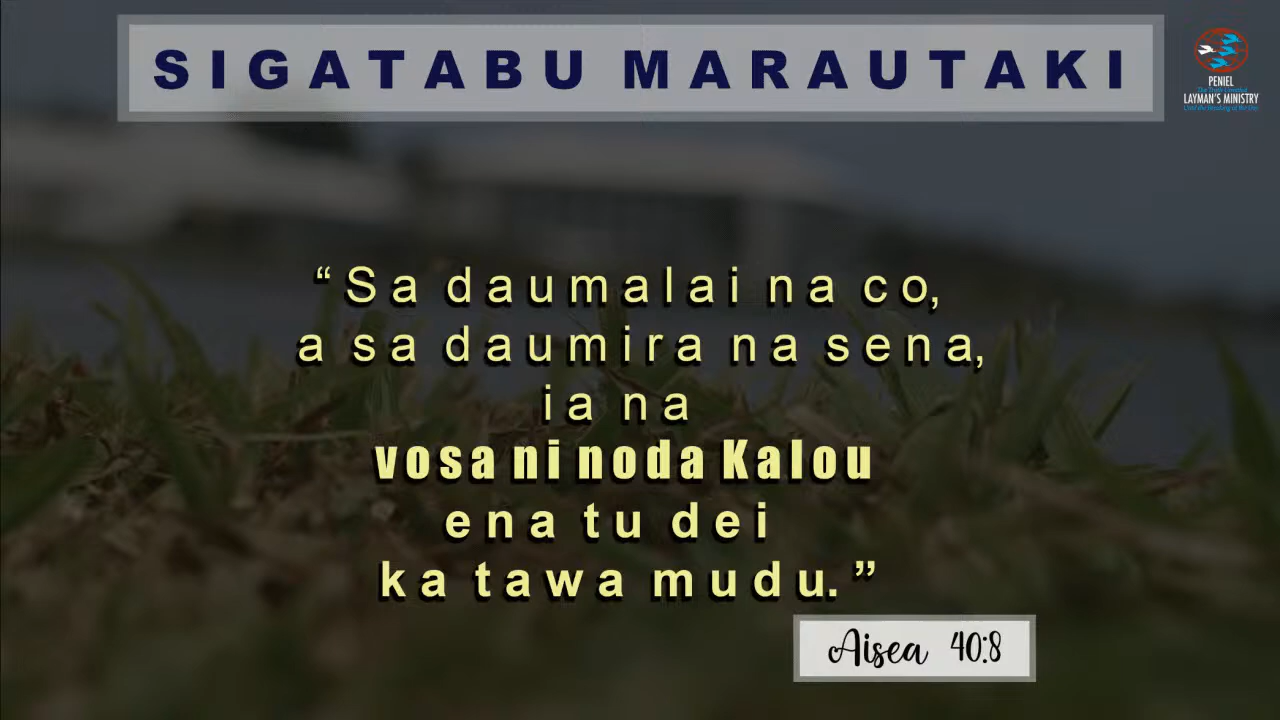 SIGATABU MARAUTAKI
PENIEL
LAYMAN'S MINISTRY
“Sa daumalai na co,
a sa daumira na sena,
ia na
vosa ni noda Kalou
ena tu dei
ka tawa mudu.”
Aisea 40:8